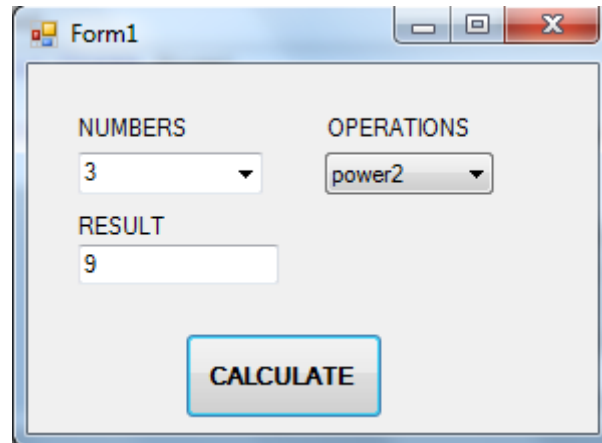 Form1
NUMBERS OPERATIONS
3 power2
RESULT
9
CALCULATE